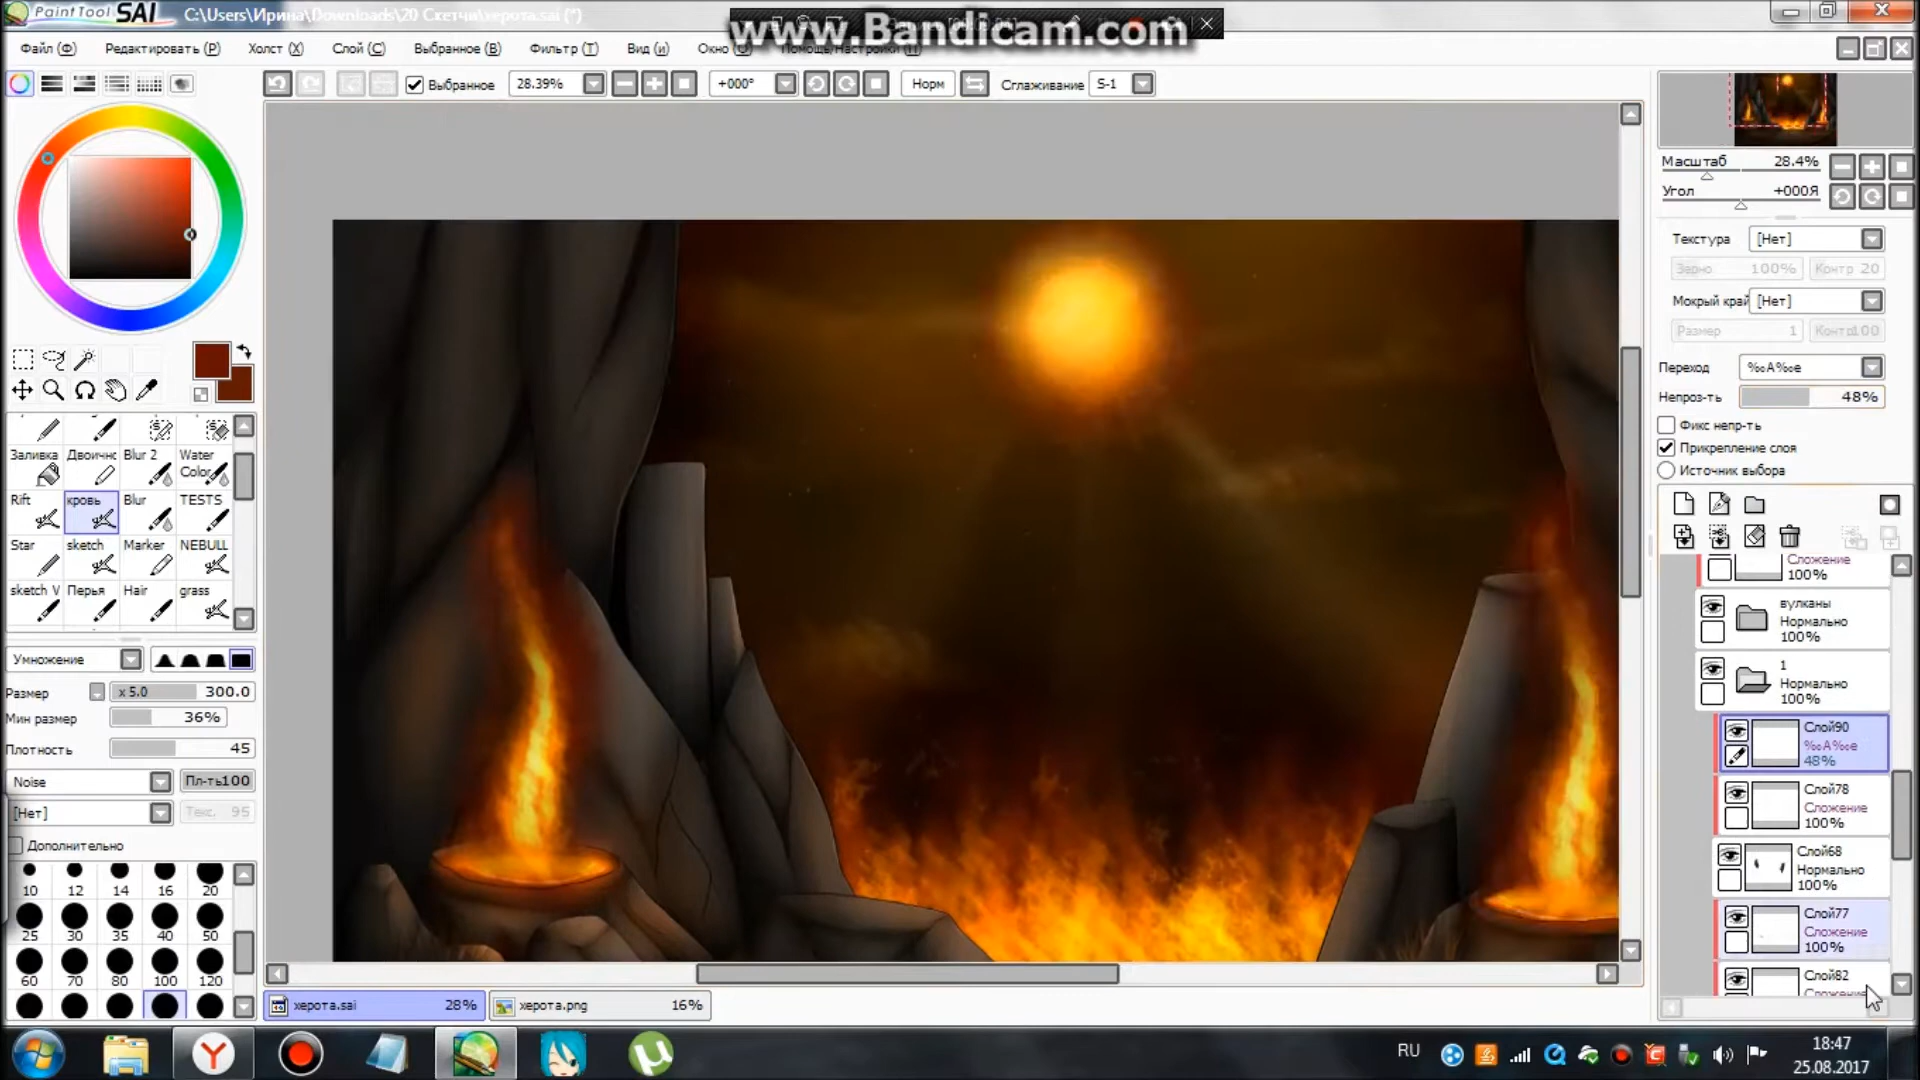 PaintTool SAI C:\Users\Ирина\Downloads\20 Скетчи\херота.sai (*)
www.Bandicam.com
Файл (Ф) Редактировать (Р) Холст (Х) Слой (С) Выбранное (В) Фильтр (Т) Вид (и) Окно (О) Помощь/Настройки (П)
Выбранное 28.39% +000° Норм Сглаживание S-1
Масштаб 28.4%
Угол +000Я
Текстура [Нет]
Зерно 100% Контр 20
Мокрый край [Нет]
Размер 1 Контр100
Переход ‰А‰е
Непроз-ть 48%
Фикс непр-ть
Прикрепление слоя
Источник выбора
Сложение
100%
вулканы
Нормально
100%
1
Нормально
100%
Слой90
‰А‰е
48%
Слой78
Сложение
100%
Слой68
Нормально
100%
Слой77
Сложение
100%
Слой82
Сложение
Заливка Двоично Blur 2 Water Color
Rift кровь Blur TESTS
Star sketch Marker NEBULL
sketch V Перья Hair grass
Умножение
Размер x 5.0 300.0
Мин размер 36%
Плотность 45
Noise Пл-ть100
[Нет] Текс. 95
Дополнительно
10 12 14 16 20
25 30 35 40 50
60 70 80 100 120
херота.sai 28% херота.png 16%
RU 18:47
25.08.2017